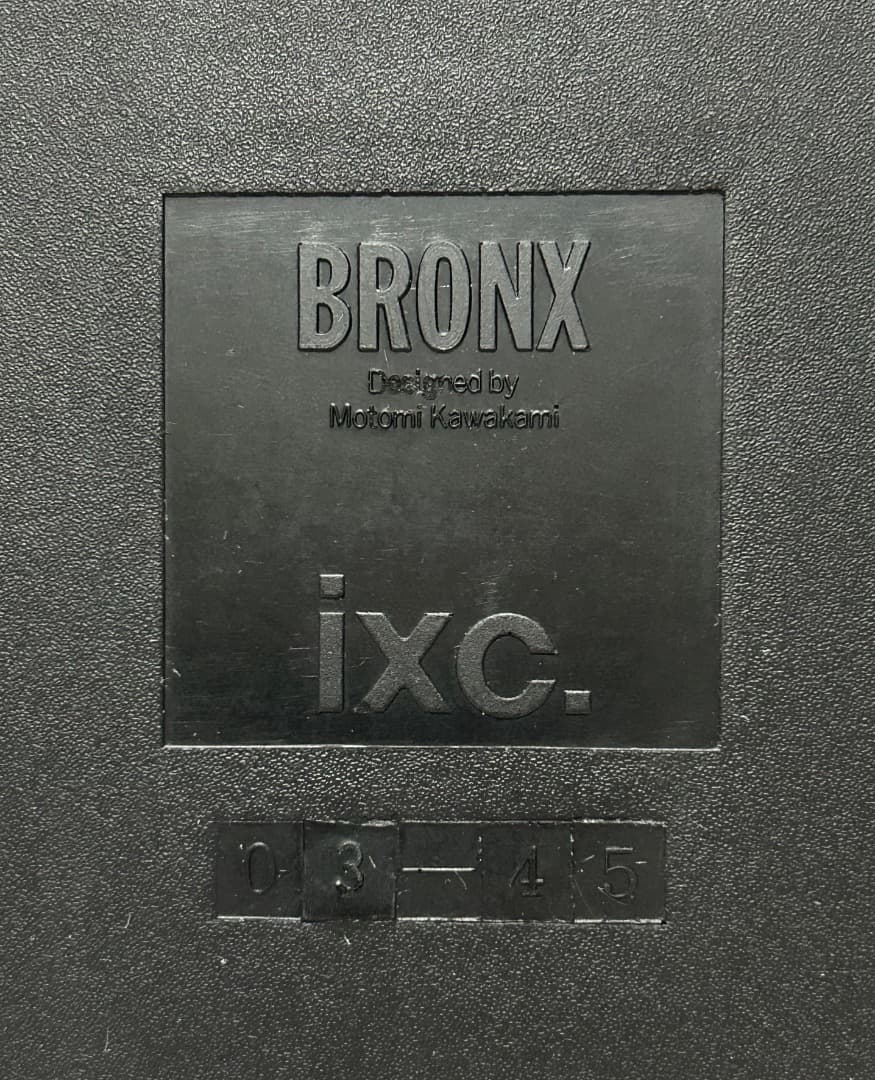 BRONX
Designed by
Motomi Kawakami
ixc.
03-45